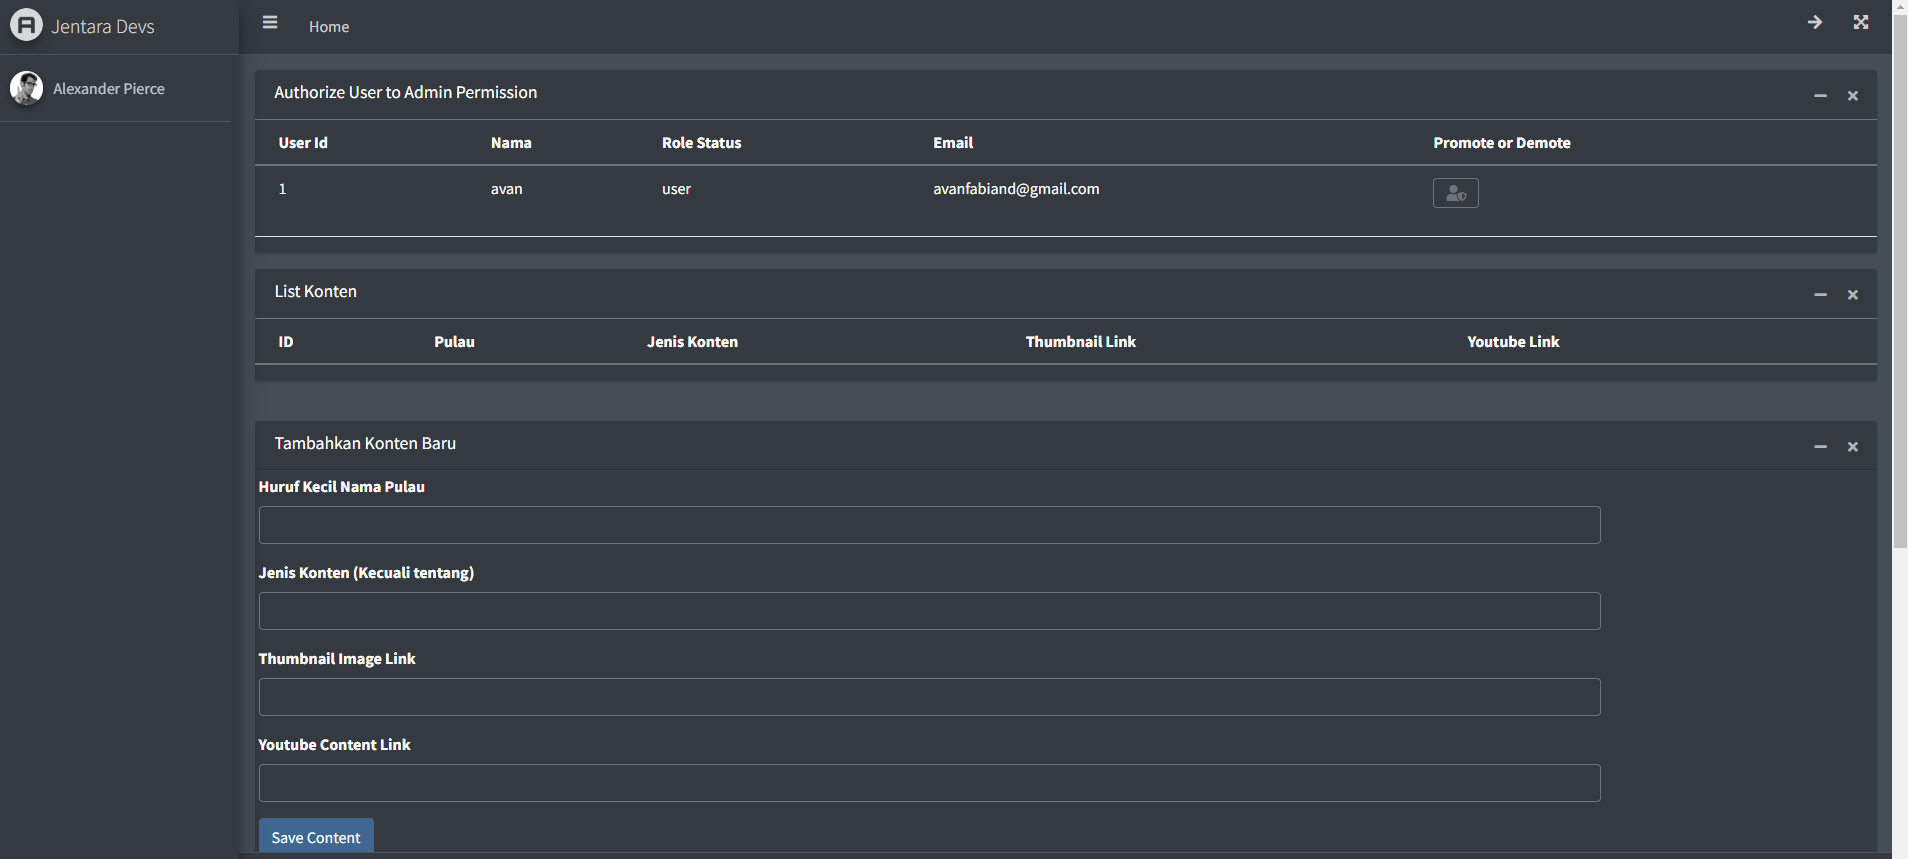 Jentara Devs
Home
Alexander Pierce
Authorize User to Admin Permission
User Id Nama Role Status Email Promote or Demote
1 avan user avanfabiand@gmail.com
List Konten
ID Pulau Jenis Konten Thumbnail Link Youtube Link
Tambahkan Konten Baru
Huruf Kecil Nama Pulau
Jenis Konten (Kecuali tentang)
Thumbnail Image Link
Youtube Content Link
Save Content